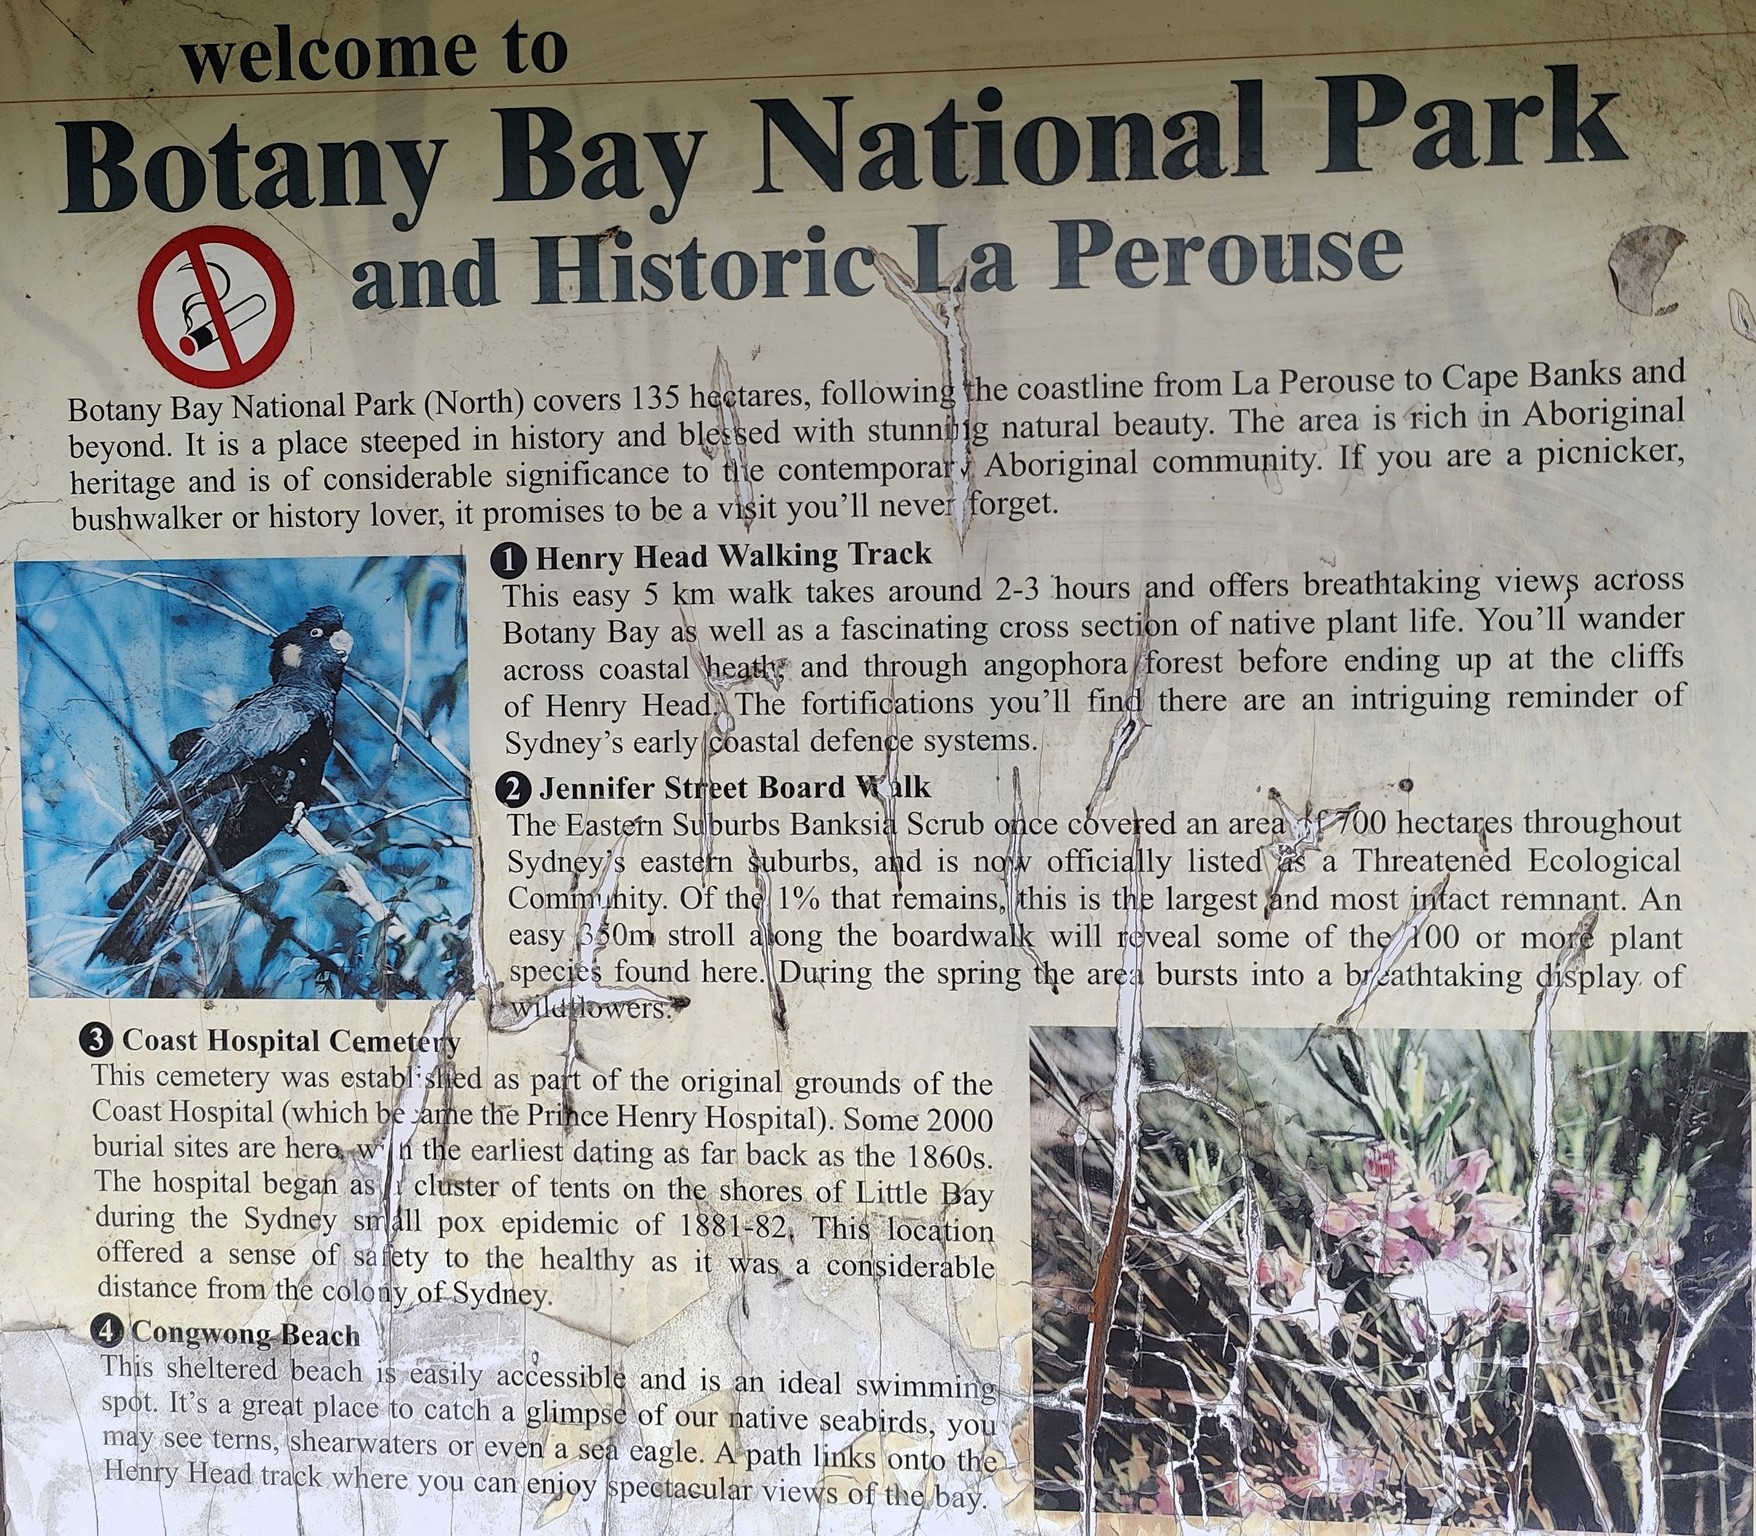 welcome to
Botany Bay National Park
and Historic La Perouse
Botany Bay National Park (North) covers 135 hectares, following the coastline from La Perouse to Cape Banks and
beyond. It is a place steeped in history and blessed with stunning natural beauty. The area is rich in Aboriginal
heritage and is of considerable significance to the contemporary Aboriginal community. If you are a picnicker,
bushwalker or history lover, it promises to be a visit you'll never forget.
1 Henry Head Walking Track
This easy 5 km walk takes around 2-3 hours and offers breathtaking views across
Botany Bay as well as a fascinating cross section of native plant life. You'll wander
across coastal heath, and through angophora forest before ending up at the cliffs
of Henry Head. The fortifications you'll find there are an intriguing reminder of
Sydney's early coastal defence systems.
2 Jennifer Street Board Walk
The Eastern Suburbs Banksia Scrub once covered an area of 700 hectares throughout
Sydney's eastern suburbs, and is now officially listed as a Threatened Ecological
Community. Of the 1% that remains, this is the largest and most intact remnant. An
easy 350m stroll along the boardwalk will reveal some of the 100 or more plant
species found here. During the spring the area bursts into a breathtaking display of
wildflowers.
3 Coast Hospital Cemetery
This cemetery was established as part of the original grounds of the
Coast Hospital (which became the Prince Henry Hospital). Some 2000
burial sites are here, with the earliest dating as far back as the 1860s.
The hospital began as a cluster of tents on the shores of Little Bay
during the Sydney small pox epidemic of 1881-82. This location
offered a sense of safety to the healthy as it was a considerable
distance from the colony of Sydney.
4 Congwong Beach
This sheltered beach is easily accessible and is an ideal swimming
spot. It's a great place to catch a glimpse of our native seabirds, you
may see terns, shearwaters or even a sea eagle. A path links onto the
Henry Head track where you can enjoy spectacular views of the bay.